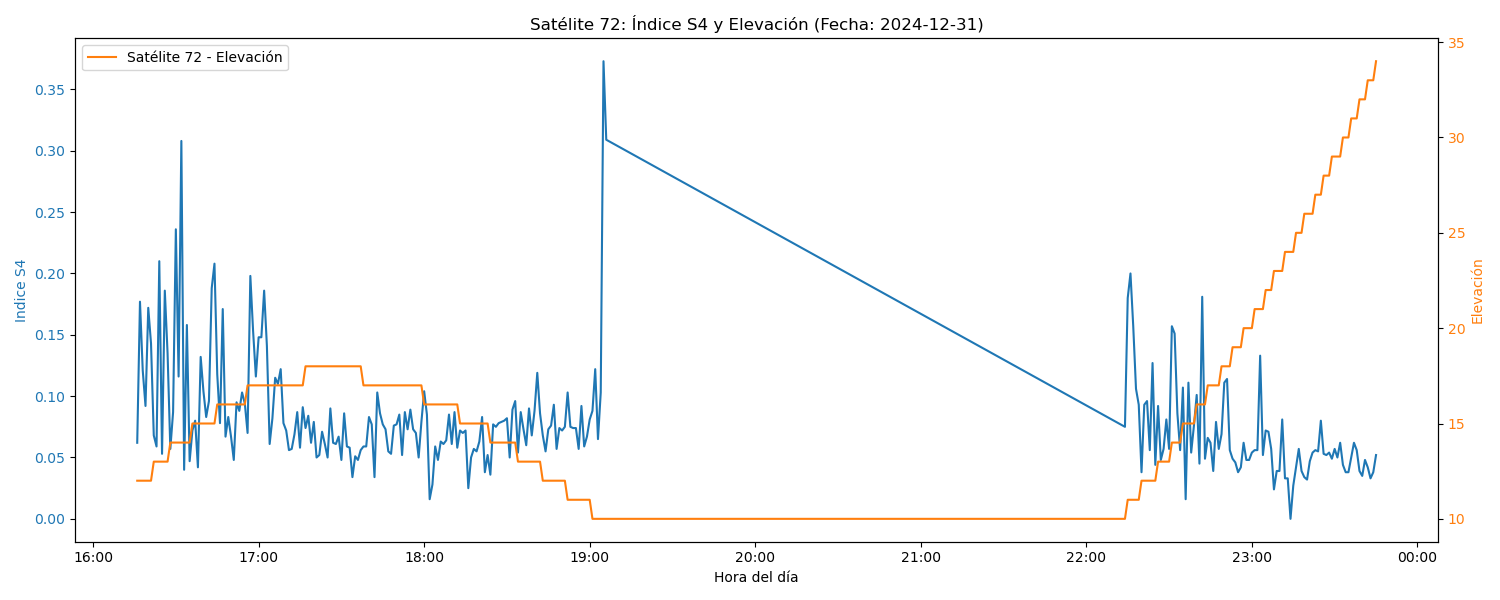 Satélite 72: Índice S4 y Elevación (Fecha: 2024-12-31)
Satélite 72 - Elevación
Indice S4
0.35
0.30
0.25
0.20
0.15
0.10
0.05
0.00
35
30
25
20
15
10
Elevación
16:00 17:00 18:00 19:00 20:00 21:00 22:00 23:00 00:00
Hora del día